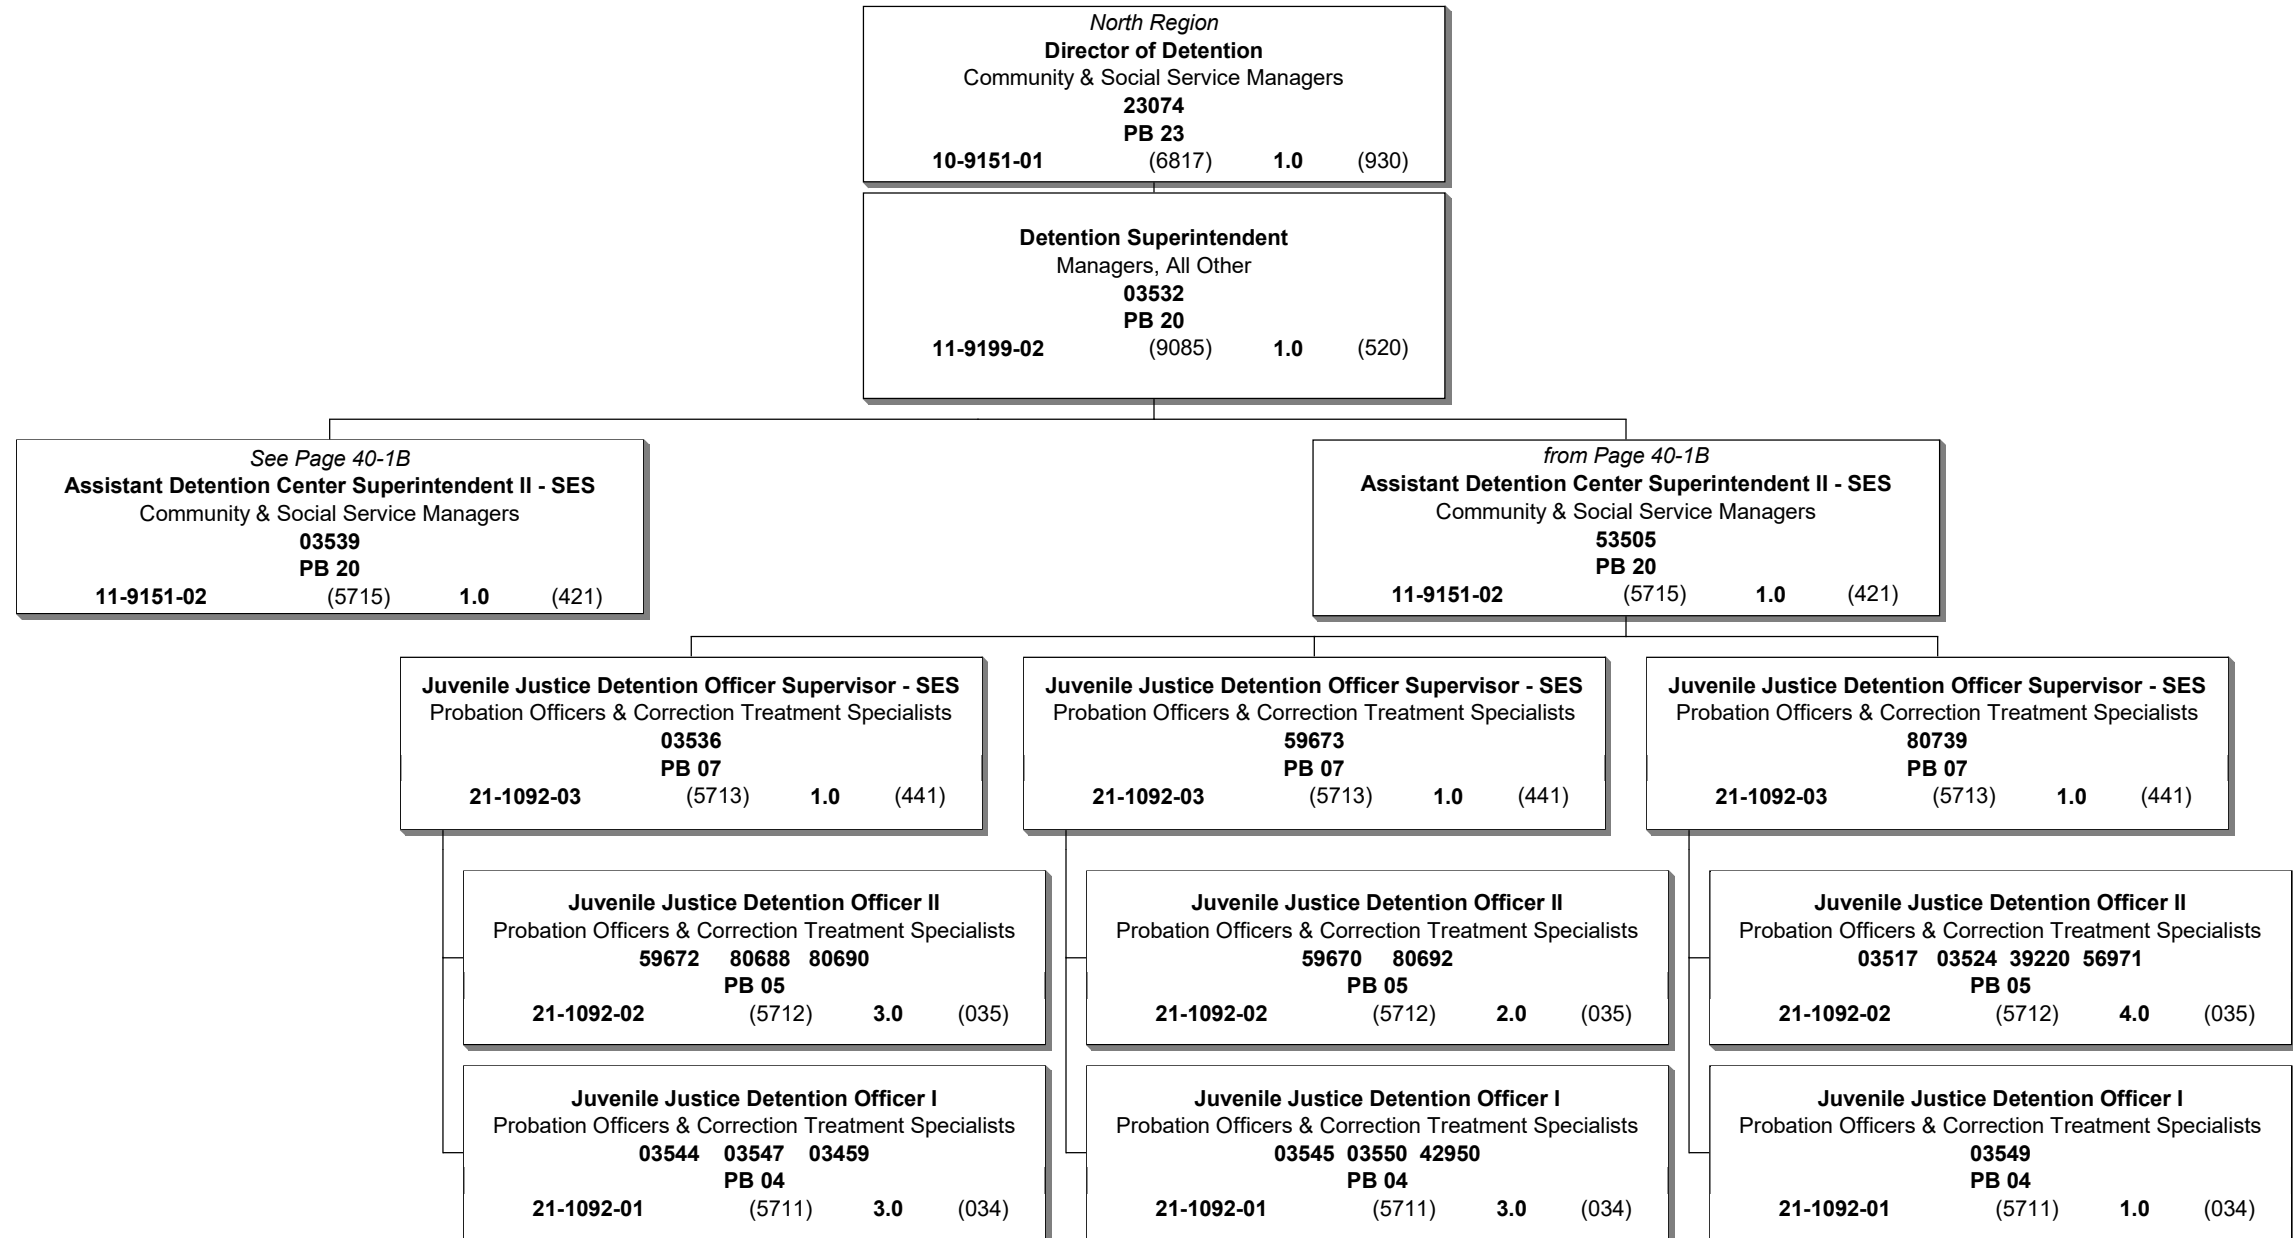 North Region
Director of Detention
Community & Social Service Managers
23074
PB 23
10-9151-01 (6817) 1.0 (930)
Detention Superintendent
Managers, All Other
03532
PB 20
11-9199-02 (9085) 1.0 (520)
See Page 40-1B
Assistant Detention Center Superintendent II - SES
Community & Social Service Managers
03539
PB 20
11-9151-02 (5715) 1.0 (421)
from Page 40-1B
Assistant Detention Center Superintendent II - SES
Community & Social Service Managers
53505
PB 20
11-9151-02 (5715) 1.0 (421)
Juvenile Justice Detention Officer Supervisor - SES
Probation Officers & Correction Treatment Specialists
03536
PB 07
21-1092-03 (5713) 1.0 (441)
Juvenile Justice Detention Officer Supervisor - SES
Probation Officers & Correction Treatment Specialists
59673
PB 07
21-1092-03 (5713) 1.0 (441)
Juvenile Justice Detention Officer Supervisor - SES
Probation Officers & Correction Treatment Specialists
80739
PB 07
21-1092-03 (5713) 1.0 (441)
Juvenile Justice Detention Officer II
Probation Officers & Correction Treatment Specialists
59672 80688 80690
PB 05
21-1092-02 (5712) 3.0 (035)
Juvenile Justice Detention Officer II
Probation Officers & Correction Treatment Specialists
59670 80692
PB 05
21-1092-02 (5712) 2.0 (035)
Juvenile Justice Detention Officer II
Probation Officers & Correction Treatment Specialists
03517 03524 39220 56971
PB 05
21-1092-02 (5712) 4.0 (035)
Juvenile Justice Detention Officer I
Probation Officers & Correction Treatment Specialists
03544 03547 03459
PB 04
21-1092-01 (5711) 3.0 (034)
Juvenile Justice Detention Officer I
Probation Officers & Correction Treatment Specialists
03545 03550 42950
PB 04
21-1092-01 (5711) 3.0 (034)
Juvenile Justice Detention Officer I
Probation Officers & Correction Treatment Specialists
03549
PB 04
21-1092-01 (5711) 1.0 (034)